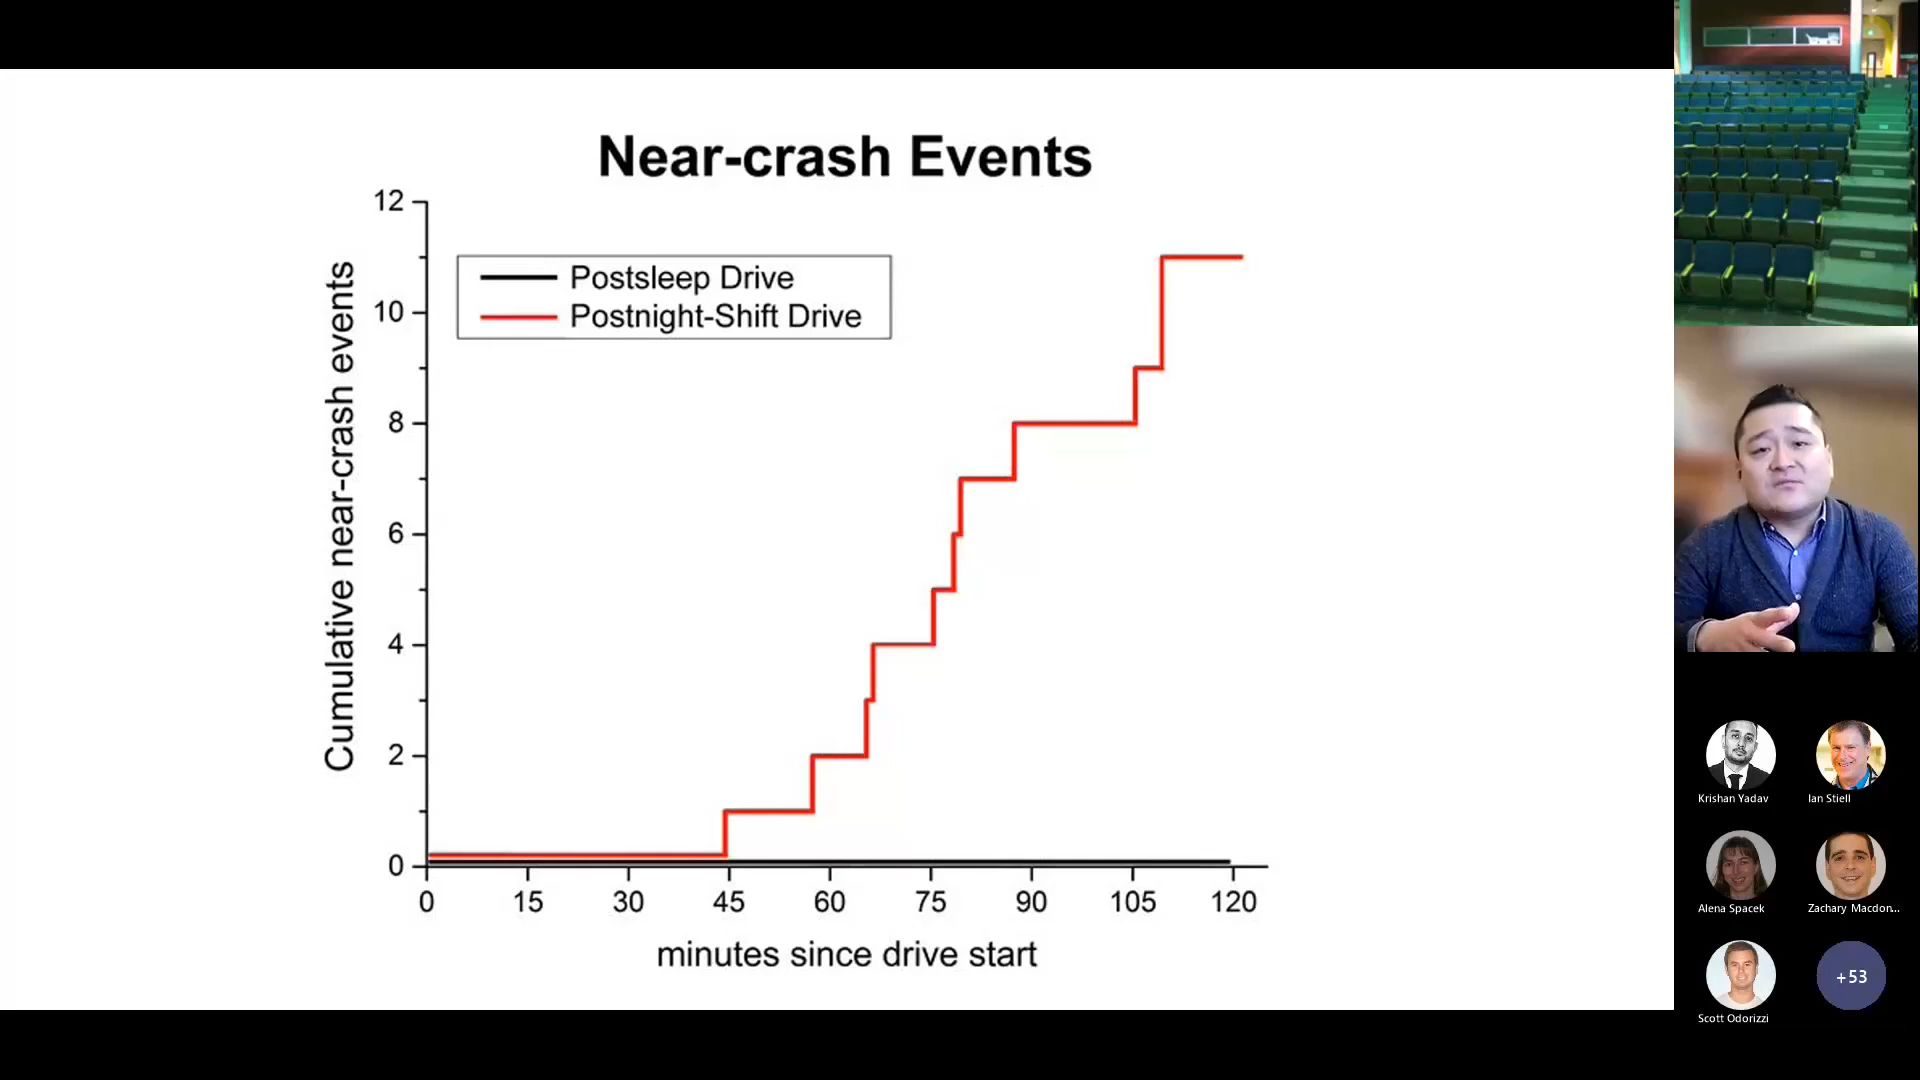 Near-crash Events
12
10
8
6
4
2
0
Cumulative near-crash events
Postsleep Drive
Postnight-Shift Drive
0 15 30 45 60 75 90 105 120
minutes since drive start
Krishan Yadav
Ian Stiell
Alena Spacek
Zachary Macdon...
Scott Odorizzi
+53